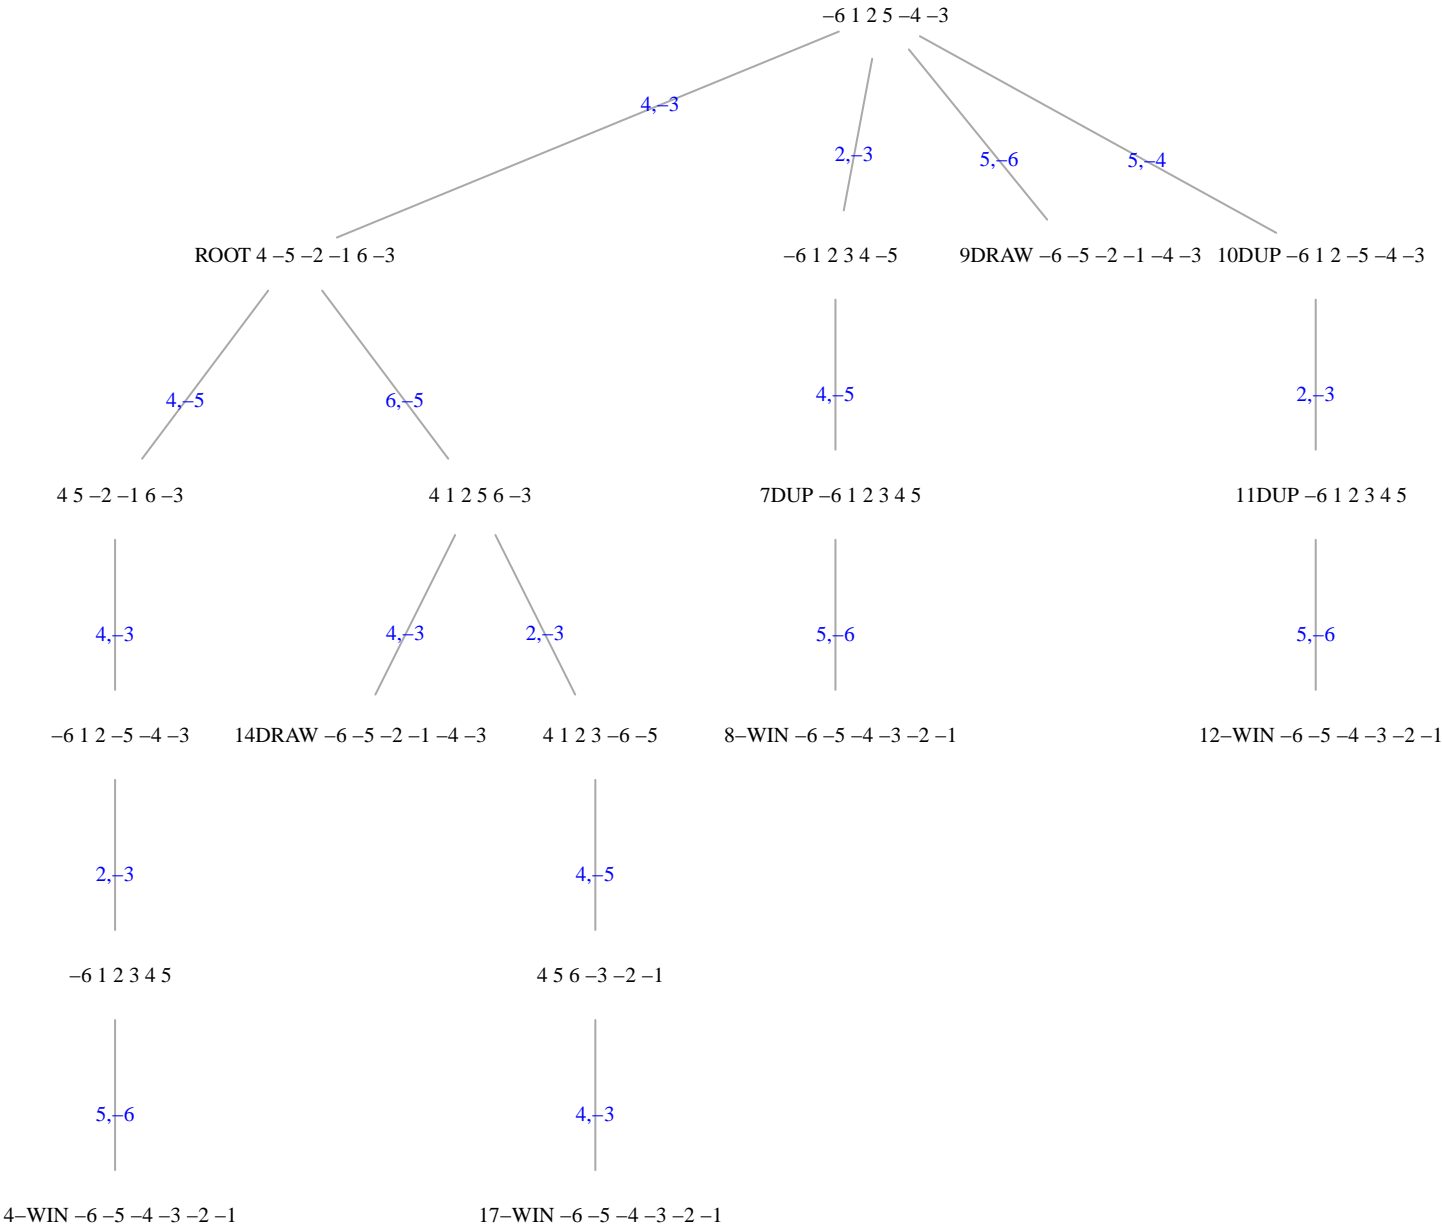 –6 1 2 5 –4 –3
4,–3
2,–3
5,–6
5,–4
ROOT 4 –5 –2 –1 6 –3
–6 1 2 3 4 –5
9DRAW –6 –5 –2 –1 –4 –3
10DUP –6 1 2 –5 –4 –3
4,–5
6,–5
4,–5
2,–3
4 5 –2 –1 6 –3
4 1 2 5 6 –3
7DUP –6 1 2 3 4 5
11DUP –6 1 2 3 4 5
4,–3
4,–3
2,–3
5,–6
5,–6
–6 1 2 –5 –4 –3
14DRAW –6 –5 –2 –1 –4 –3
4 1 2 3 –6 –5
8–WIN –6 –5 –4 –3 –2 –1
12–WIN –6 –5 –4 –3 –2 –1
2,–3
4,–5
–6 1 2 3 4 5
4 5 6 –3 –2 –1
5,–6
4,–3
4–WIN –6 –5 –4 –3 –2 –1
17–WIN –6 –5 –4 –3 –2 –1